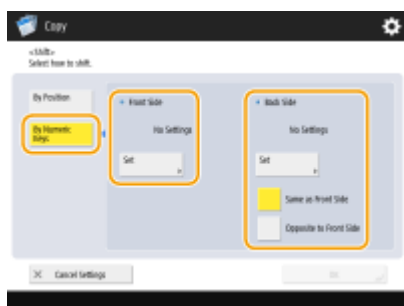 Copy
<Shift>
Select how to shift.
By Position
By Numeric
Keys
Front Side
Back Side
No Settings
No Settings
Set
Set
Same as Front Side
Opposite to Front Side
Cancel Settings
OK